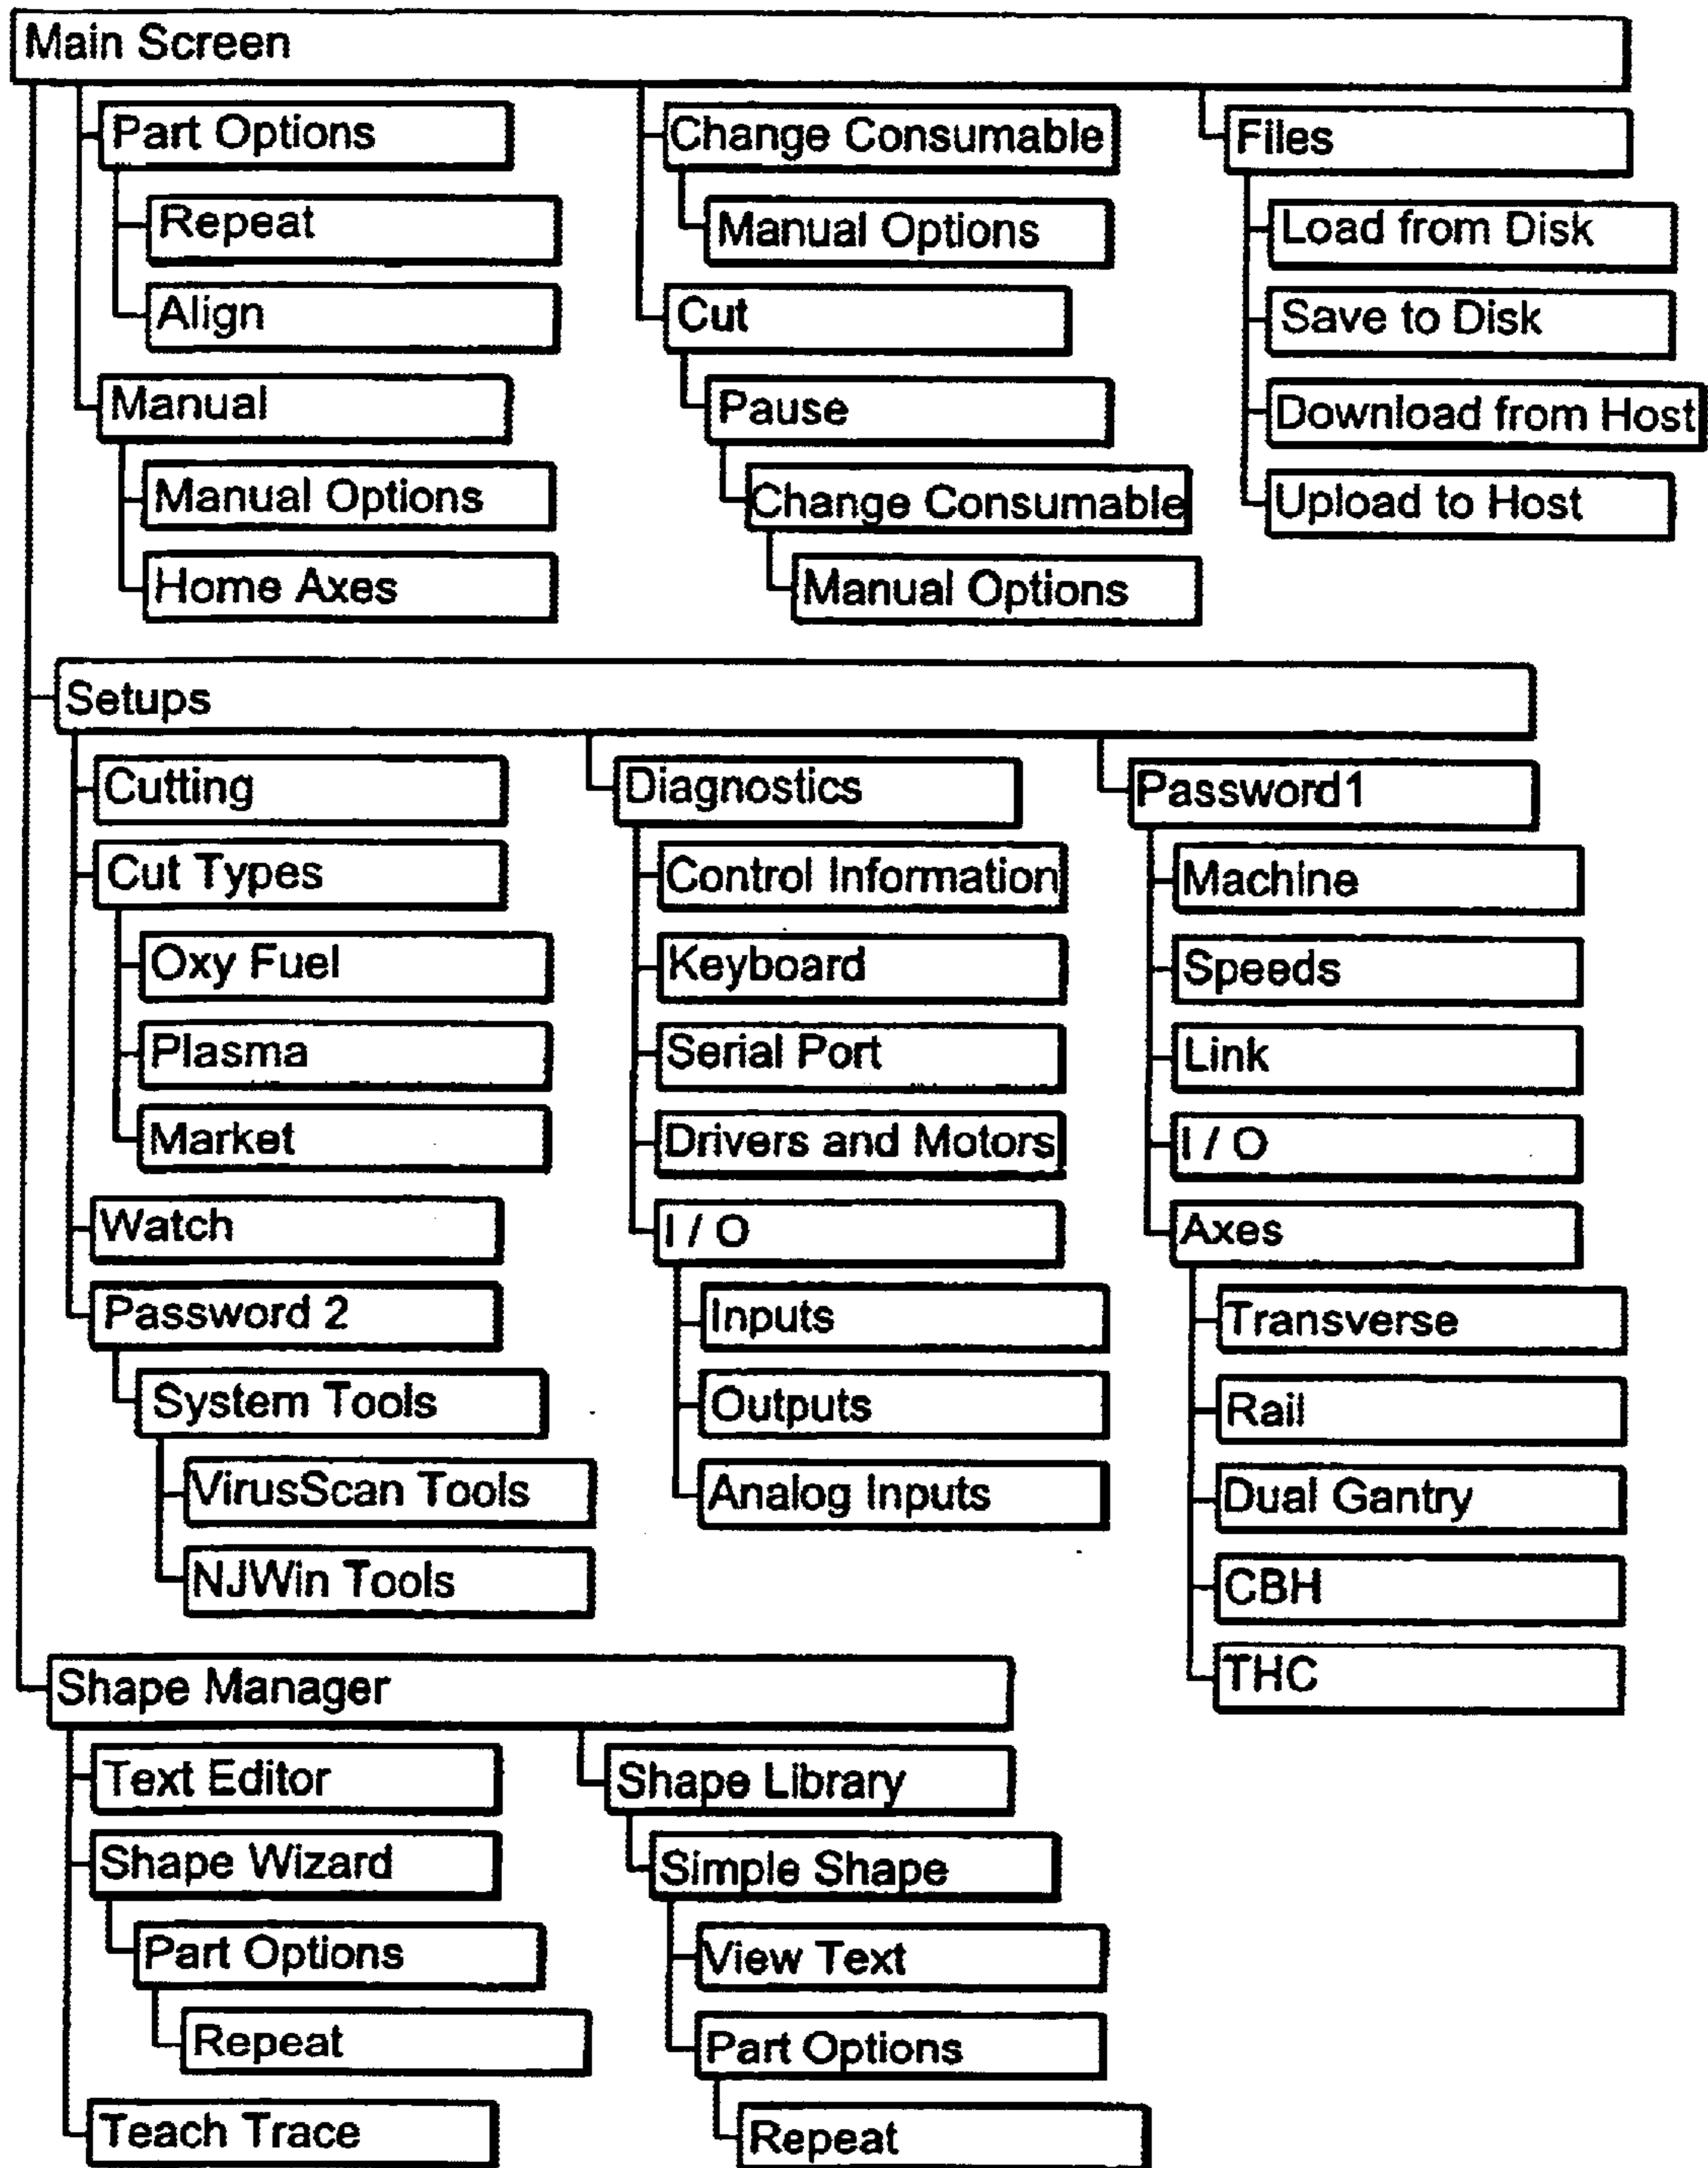 Main Screen
Part Options
Repeat
Align
Manual
Manual Options
Home Axes
Change Consumable
Manual Options
Cut
Pause
Change Consumable
Manual Options
Files
Load from Disk
Save to Disk
Download from Host
Upload to Host
Setups
Cutting
Cut Types
Oxy Fuel
Plasma
Market
Watch
Password 2
System Tools
VirusScan Tools
NJWin Tools
Diagnostics
Control Information
Keyboard
Serial Port
Drivers and Motors
I / O
Inputs
Outputs
Analog Inputs
Password1
Machine
Speeds
Link
I / O
Axes
Transverse
Rail
Dual Gantry
CBH
THC
Shape Manager
Text Editor
Shape Wizard
Part Options
Repeat
Teach Trace
Shape Library
Simple Shape
View Text
Part Options
Repeat